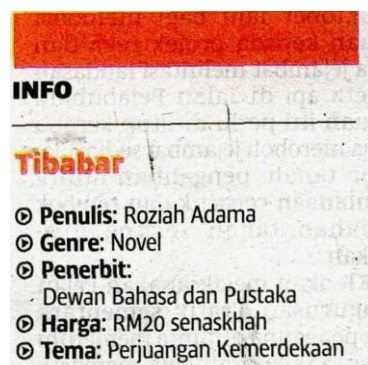 INFO
Tibabar
Penulis: Roziah Adama
Genre: Novel
Penerbit:
Dewan Bahasa dan Pustaka
Harga: RM20 senaskhah
Tema: Perjuangan Kemerdekaan